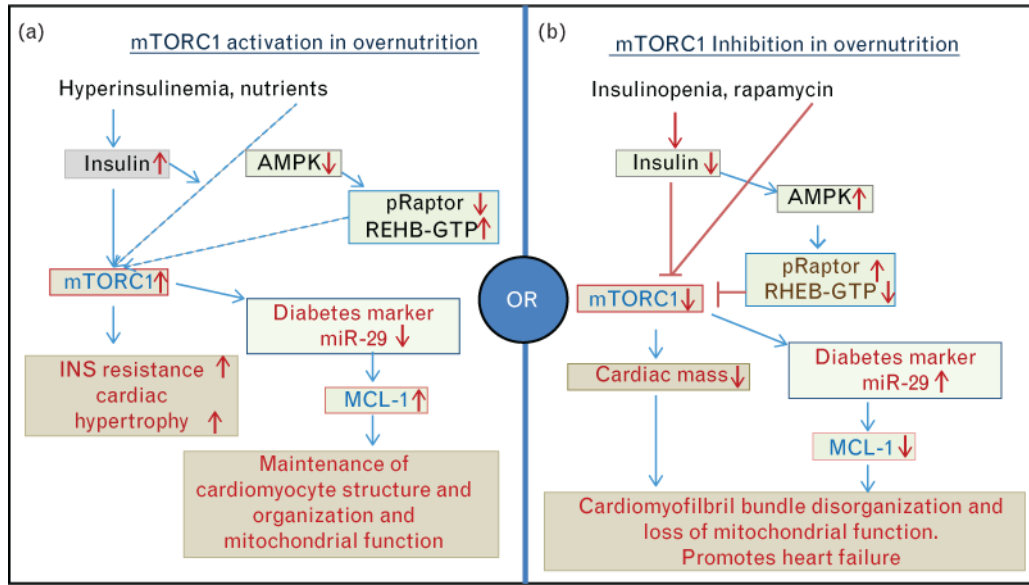 (a)
mTORC1 activation in overnutrition
Hyperinsulinemia, nutrients
Insulin ↑
AMPK ↓
pRaptor ↓
REHB-GTP ↑
mTORC1 ↑
Diabetes marker
miR-29 ↓
INS resistance ↑
cardiac
hypertrophy ↑
MCL-1 ↑
Maintenance of
cardiomyocyte structure and
organization and
mitochondrial function
OR
(b)
mTORC1 Inhibition in overnutrition
Insulinopenia, rapamycin
Insulin ↓
AMPK ↑
pRaptor ↑
RHEB-GTP ↓
mTORC1 ↓
Cardiac mass ↓
Diabetes marker
miR-29 ↑
MCL-1 ↓
Cardiomyofilbril bundle disorganization and
loss of mitochondrial function.
Promotes heart failure